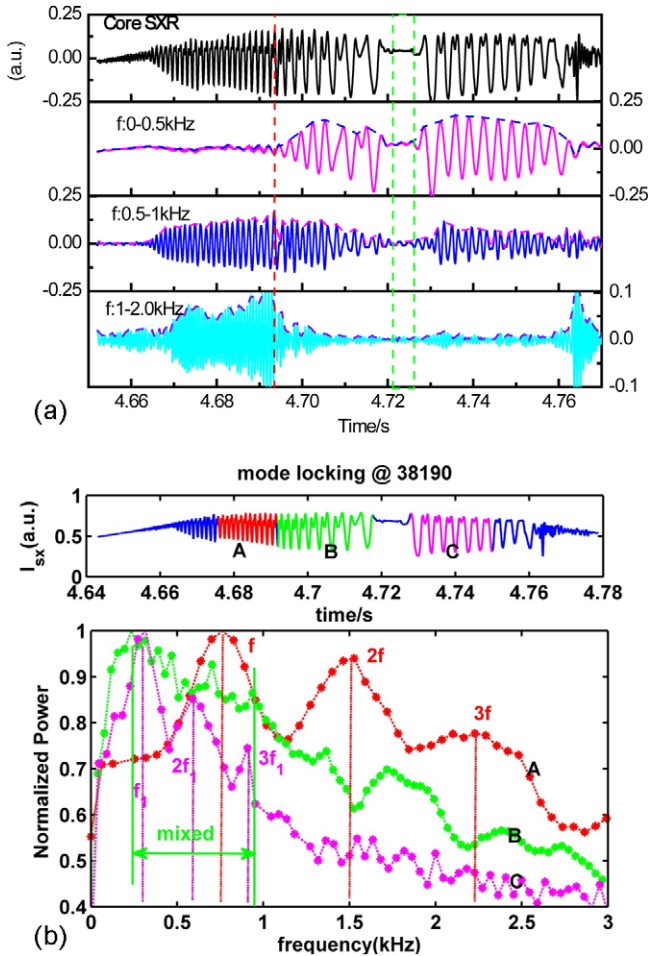 Core SXR
(a.u.)
0.25
0.00
-0.25
f:0-0.5kHz
0.25
0.00
-0.25
0.25
f:0.5-1kHz
0.00
-0.25
f:1-2.0kHz
0.1
0.0
-0.1
4.66 4.68 4.70 4.72 4.74 4.76
(a)
Time/s
mode locking @ 38190
I_sx(a.u.)
1
0.5
0
A B C
4.64 4.66 4.68 4.70 4.72 4.74 4.76 4.78
time/s
Normalized Power
1
0.9
0.8
0.7
0.6
0.5
0.4
f
2f
3f
f1
2f1
3f1
mixed
A
B
C
0 0.5 1 1.5 2 2.5 3
(b)
frequency(kHz)